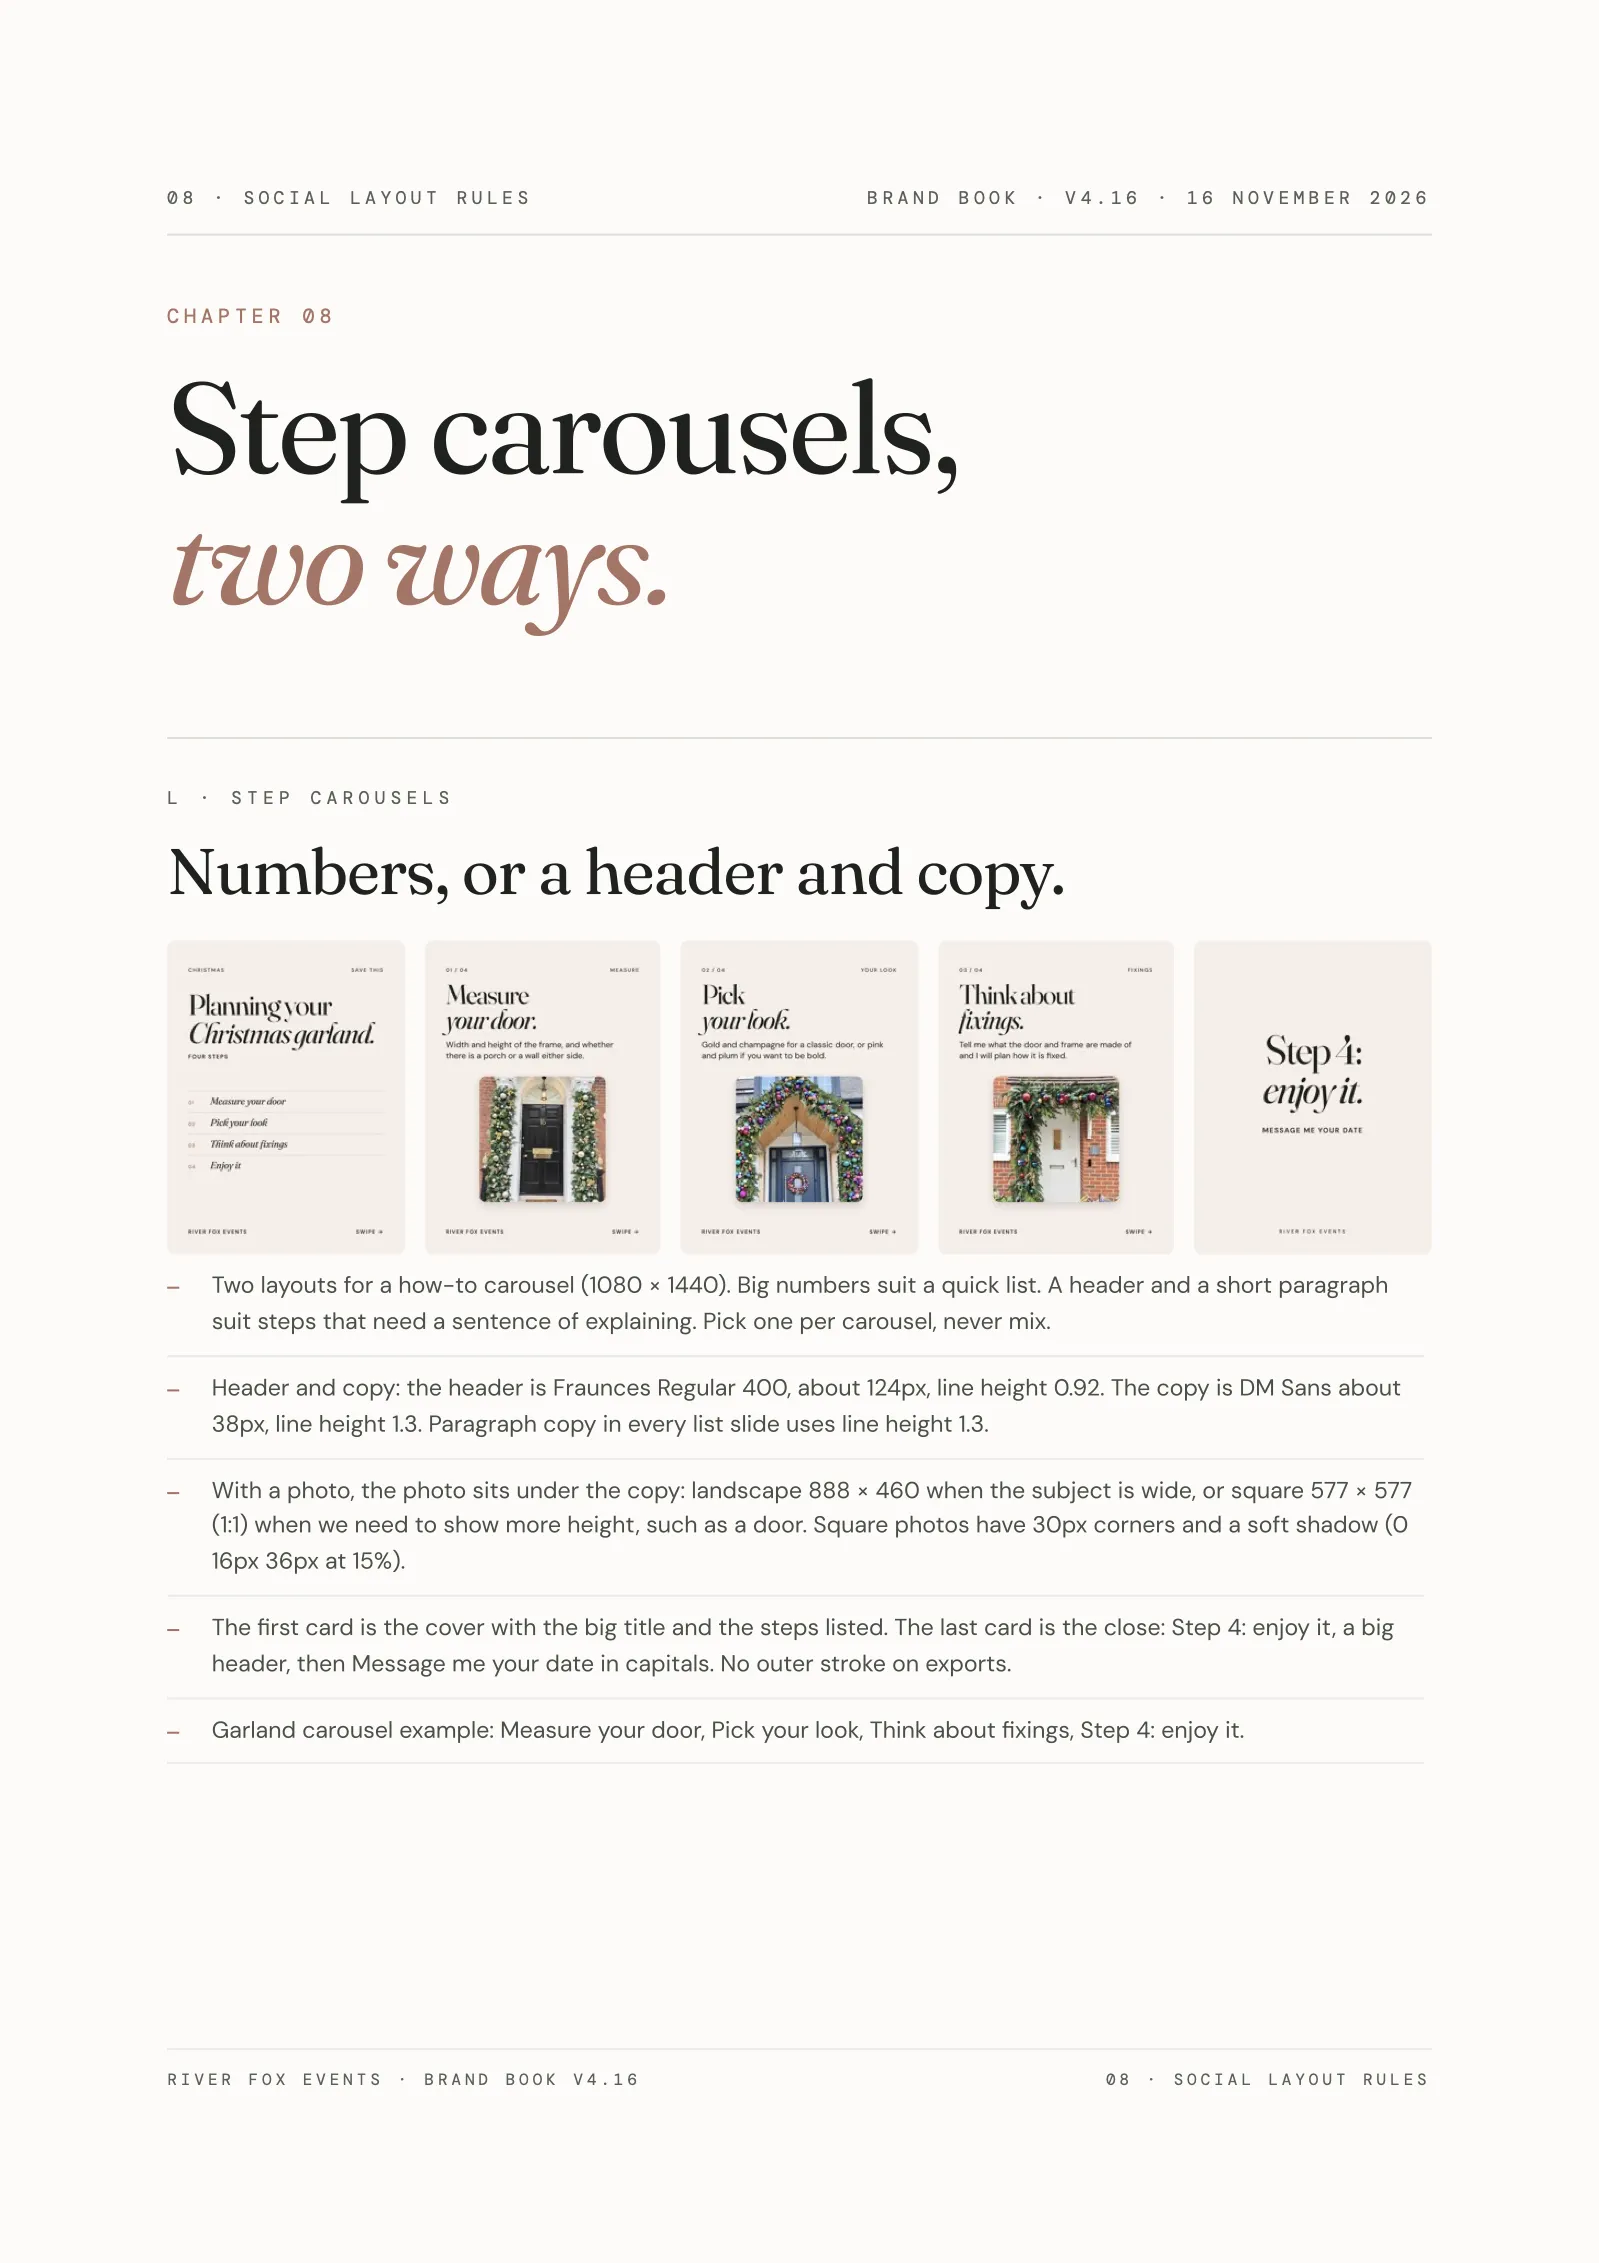 08 · SOCIAL LAYOUT RULES
BRAND BOOK · V4.16 · 16 NOVEMBER 2026
CHAPTER 08
Step carousels,
two ways.
L · STEP CAROUSELS
Numbers, or a header and copy.
CHRISTMAS
SAVE THIS
Planning your
Christmas garland.
FOUR STEPS
01 Measure your door
02 Pick your look
03 Think about fixings
04 Enjoy it
RIVER FOX EVENTS
SWIPE →
01 / 04
MEASURE
Measure
your door.
Width and height of the frame, and whether
there is a porch or a wall either side.
RIVER FOX EVENTS
SWIPE →
02 / 04
YOUR LOOK
Pick
your look.
Gold and champagne for a classic door, or pink
and plum if you want to be bold.
RIVER FOX EVENTS
SWIPE →
03 / 04
FIXINGS
Think about
fixings.
Tell me what the door and frame are made of
and I will plan how it is fixed.
RIVER FOX EVENTS
SWIPE →
Step 4:
enjoy it.
MESSAGE ME YOUR DATE
RIVER FOX EVENTS
– Two layouts for a how-to carousel (1080 × 1440). Big numbers suit a quick list. A header and a short paragraph
suit steps that need a sentence of explaining. Pick one per carousel, never mix.
– Header and copy: the header is Fraunces Regular 400, about 124px, line height 0.92. The copy is DM Sans about
38px, line height 1.3. Paragraph copy in every list slide uses line height 1.3.
– With a photo, the photo sits under the copy: landscape 888 × 460 when the subject is wide, or square 577 × 577
(1:1) when we need to show more height, such as a door. Square photos have 30px corners and a soft shadow (0
16px 36px at 15%).
– The first card is the cover with the big title and the steps listed. The last card is the close: Step 4: enjoy it, a big
header, then Message me your date in capitals. No outer stroke on exports.
– Garland carousel example: Measure your door, Pick your look, Think about fixings, Step 4: enjoy it.
RIVER FOX EVENTS · BRAND BOOK V4.16
08 · SOCIAL LAYOUT RULES